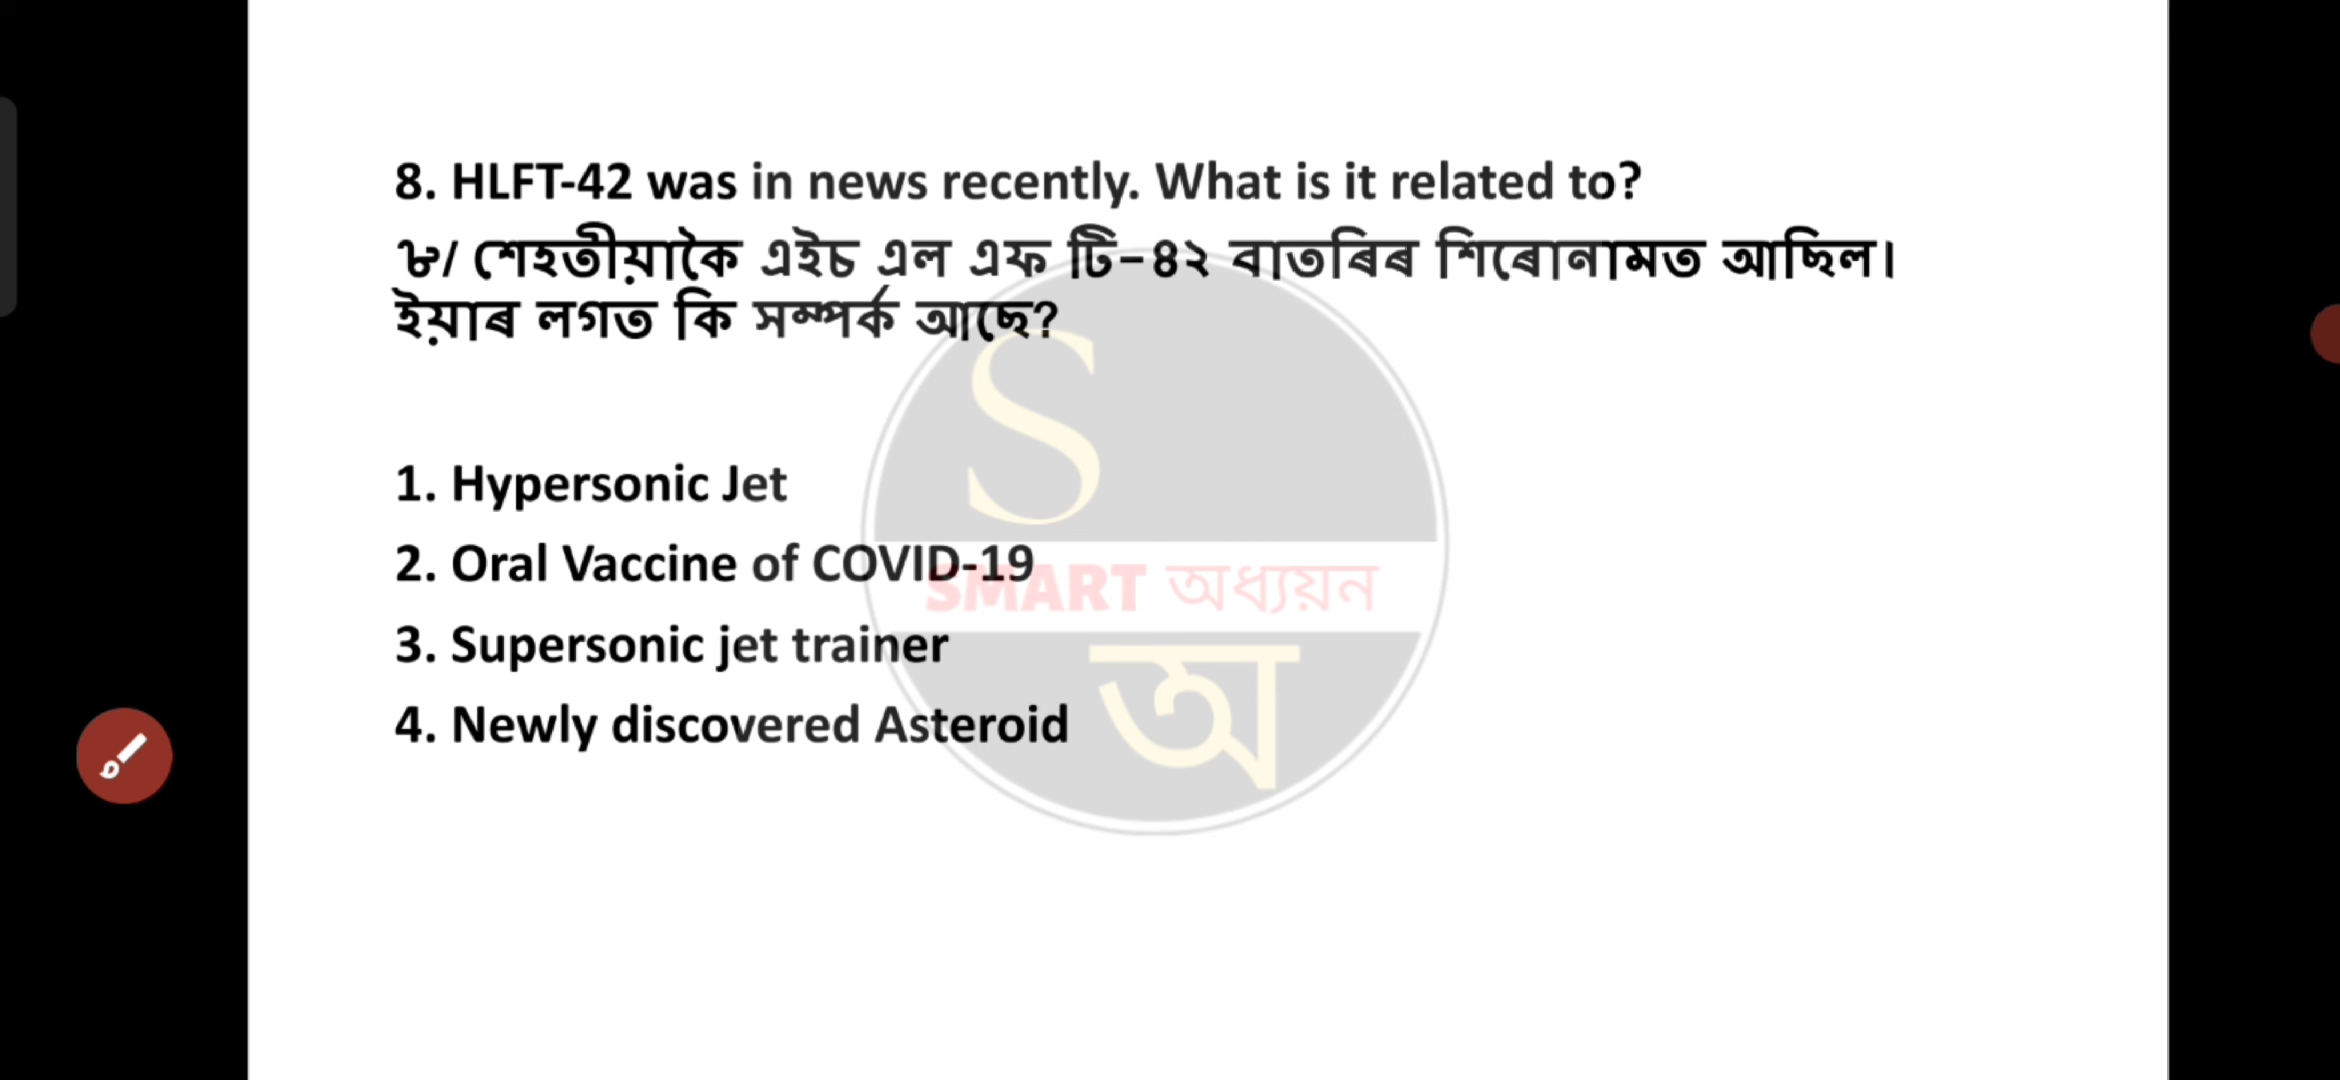 8. HLFT-42 was in news recently. What is it related to?
৮/ শেহতীয়াকৈ এইচ এল এফ টি–৪২ বাতৰিৰ শিৰোনামত আছিল।
ইয়াৰ লগত কি সম্পৰ্ক আছে?
1. Hypersonic Jet
2. Oral Vaccine of COVID-19
3. Supersonic jet trainer
4. Newly discovered Asteroid
S
SMART অধ্যয়ন
অ